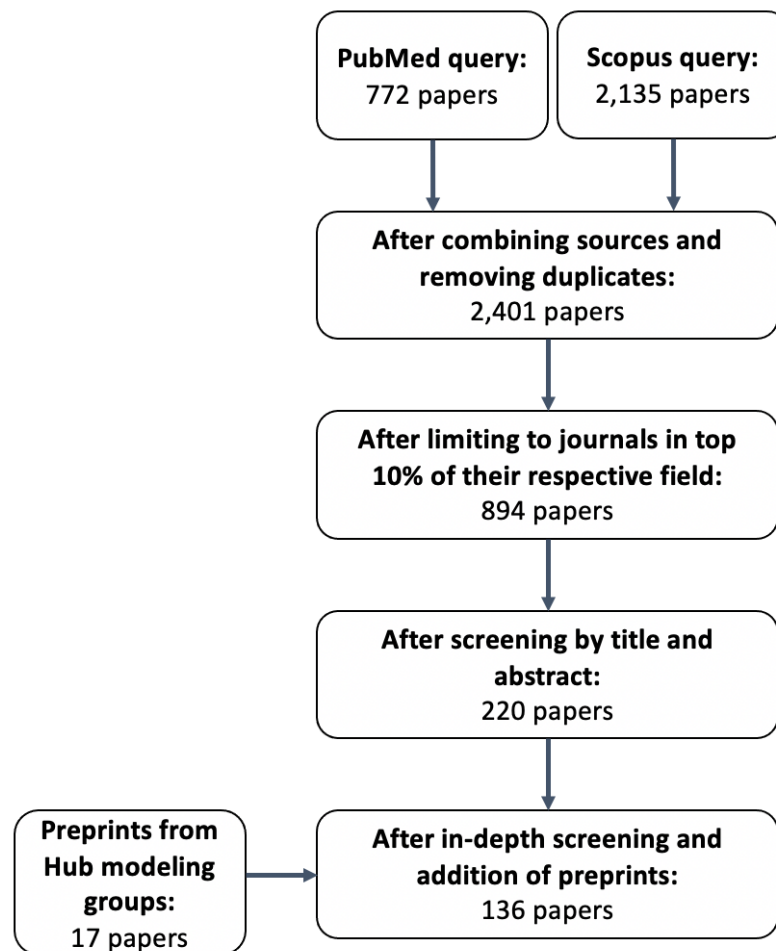 PubMed query:
772 papers
Scopus query:
2,135 papers
After combining sources and
removing duplicates:
2,401 papers
After limiting to journals in top
10% of their respective field:
894 papers
After screening by title and
abstract:
220 papers
Preprints from
Hub modeling
groups:
17 papers
After in-depth screening and
addition of preprints:
136 papers